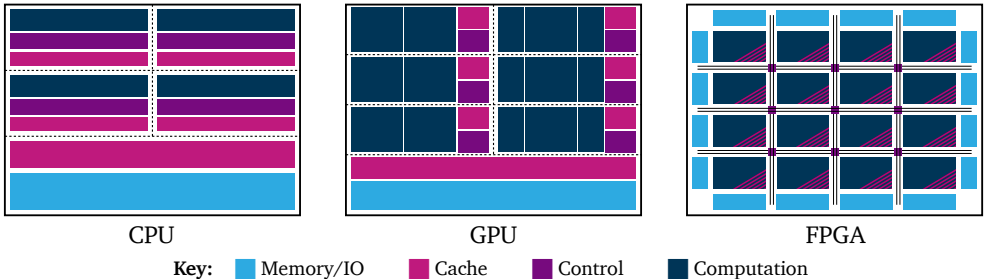 CPU GPU FPGA
Key: Memory/IO Cache Control Computation